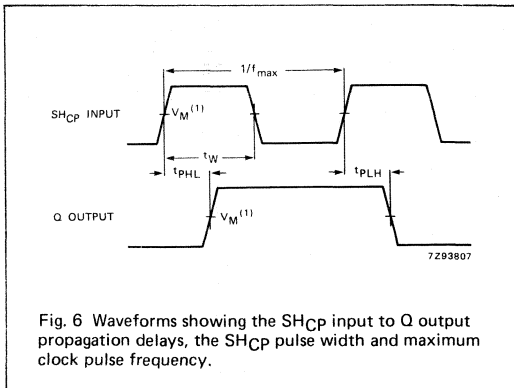 1/fmax
SHCP INPUT
VM(1)
tW
tPHL
tPLH
Q OUTPUT
VM(1)
7Z93807
Fig. 6 Waveforms showing the SHCP input to Q output
propagation delays, the SHCP pulse width and maximum
clock pulse frequency.